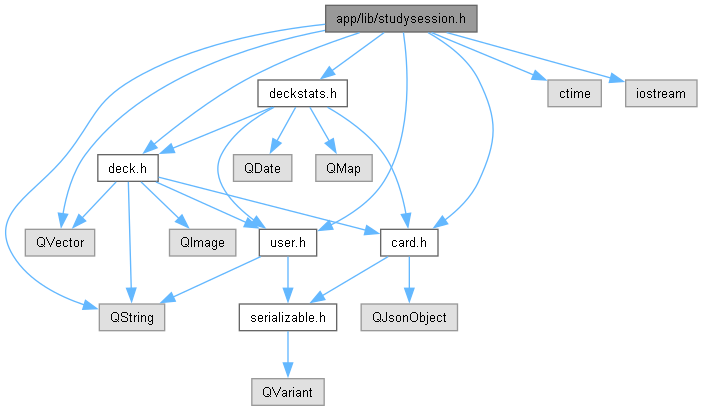 app/lib/studysession.h
deckstats.h
ctime
iostream
deck.h
QDate
QMap
QVector
QImage
user.h
card.h
QString
serializable.h
QJsonObject
QVariant